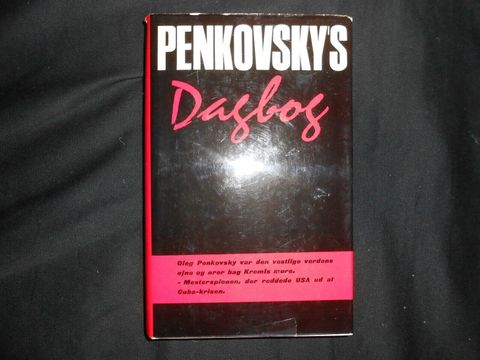 PENKOVSKY'S
Dagbog
Oleg Penkovsky var den vestlige verdens
øjne og ører bag Kremls mure.
- Mesterspionen, der reddede USA ud af
Cuba-krisen.